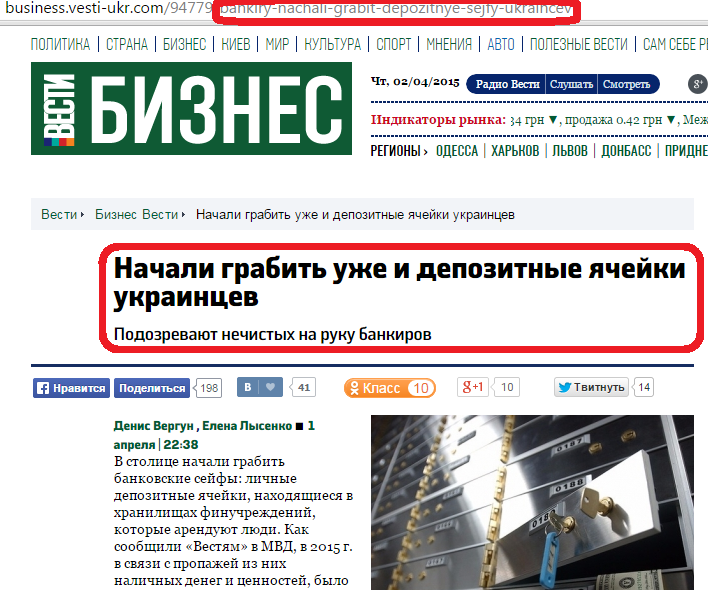 business.vesti-ukr.com/94779-bankiry-nachali-grabit-depozitnye-sejfy-ukraincev
ПОЛИТИКА | СТРАНА | БИЗНЕС | КИЕВ | МИР | КУЛЬТУРА | СПОРТ | МНЕНИЯ | АВТО | ПОЛЕЗНЫЕ ВЕСТИ | САМ СЕБЕ
ВЕСТИ БИЗНЕС
Чт, 02/04/2015 Радио Вести Слушать Смотреть g+
Индикаторы рынка: 34 грн ▼, продажа 0.42 грн ▼, Меж
РЕГИОНЫ › ОДЕССА | ХАРЬКОВ | ЛЬВОВ | ДОНБАСС | ПРИДНЕ
Вести Бизнес Вести Начали грабить уже и депозитные ячейки украинцев
Начали грабить уже и депозитные ячейки
украинцев
Подозревают нечистых на руку банкиров
Нравится Поделиться 198 В 41 Класс 10 g+1 10 Твитнуть 14
Денис Вергун , Елена Лысенко ■ 1
апреля | 22:38
В столице начали грабить
банковские сейфы: личные
депозитные ячейки, находящиеся в
хранилищах финучреждений,
которые арендуют люди. Как
сообщили «Вестям» в МВД, в 2015 г.
в связи с пропажей из них
наличных денег и ценностей, было
0187
0188
0189